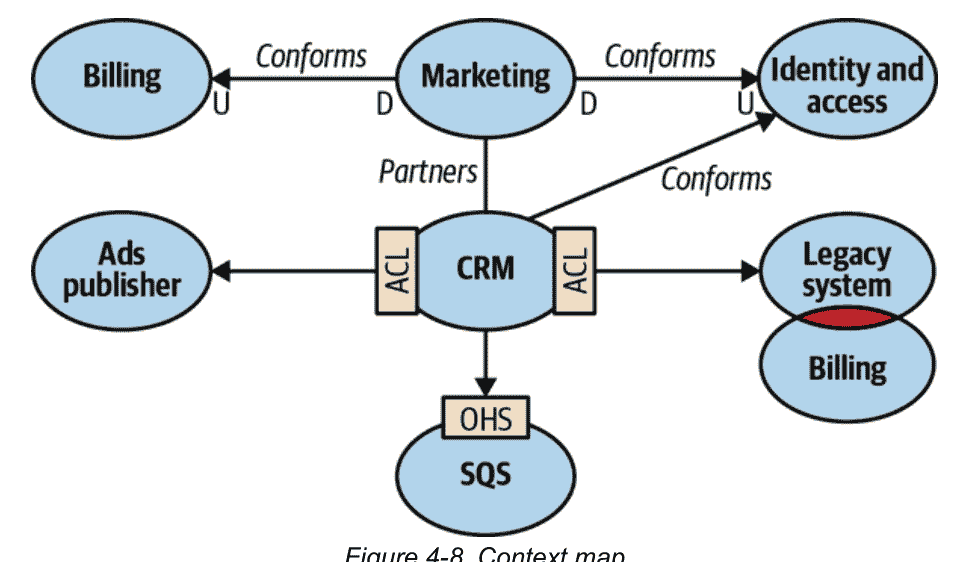 Billing
Conforms
Marketing
Conforms
Identity and
access
U
D
D
U
Partners
Conforms
Ads
publisher
ACL
CRM
ACL
Legacy
system
Billing
OHS
SQS
Figure 4-8. Context map